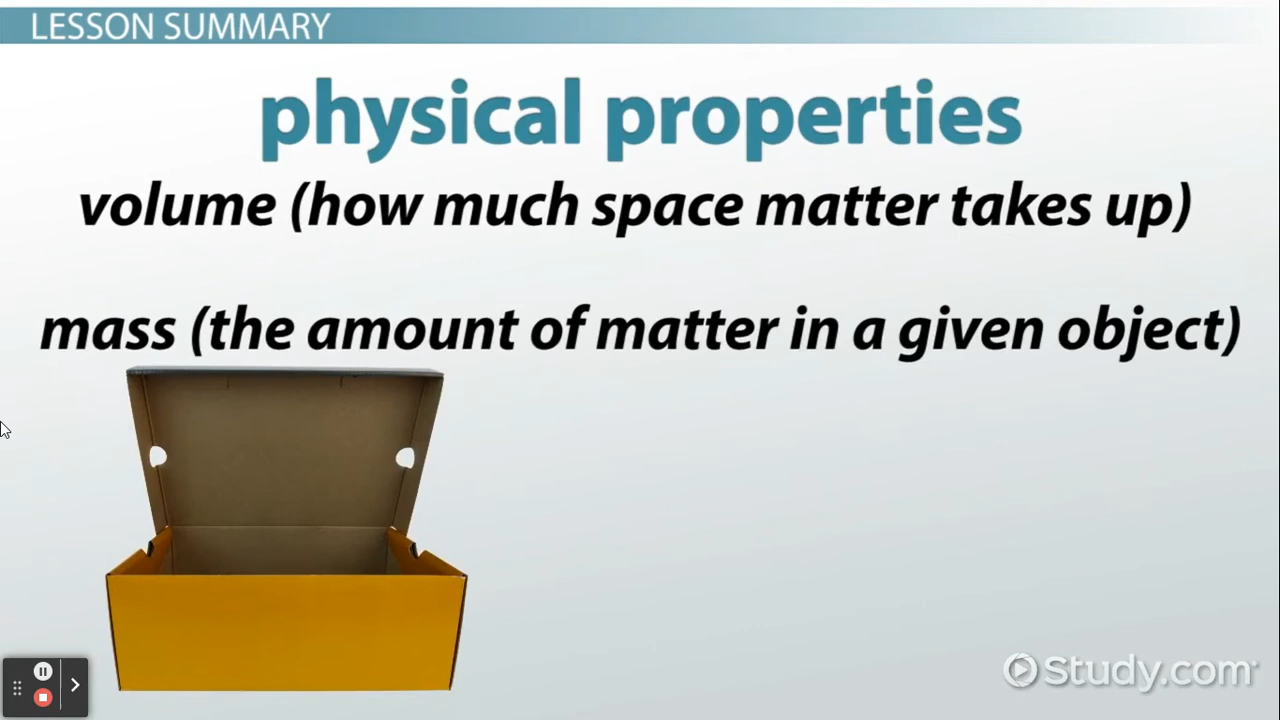 LESSON SUMMARY
physical properties
volume (how much space matter takes up)
mass (the amount of matter in a given object)
Study.com